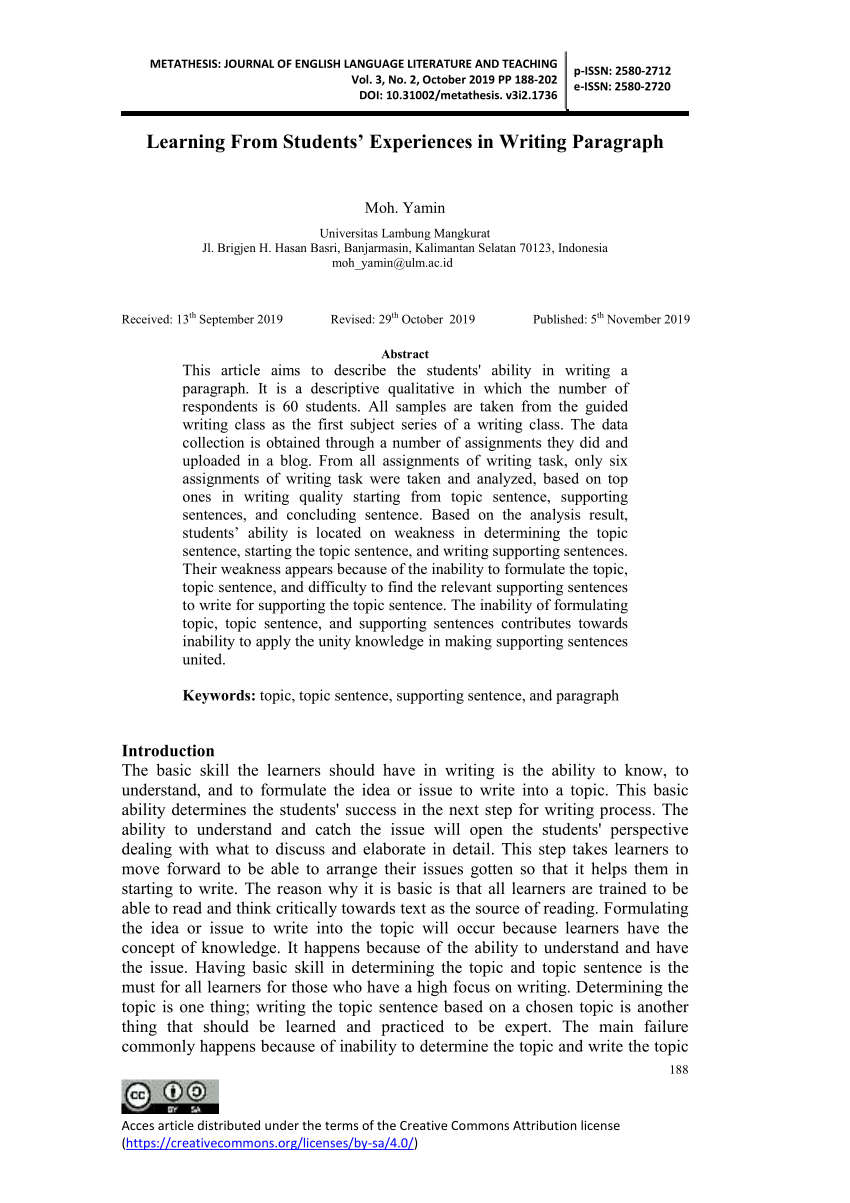 METATHESIS: JOURNAL OF ENGLISH LANGUAGE LITERATURE AND TEACHING
Vol. 3, No. 2, October 2019 PP 188-202
DOI: 10.31002/metathesis. v3i2.1736
p-ISSN: 2580-2712
e-ISSN: 2580-2720
Learning From Students’ Experiences in Writing Paragraph
Moh. Yamin
Universitas Lambung Mangkurat
Jl. Brigjen H. Hasan Basri, Banjarmasin, Kalimantan Selatan 70123, Indonesia
moh_yamin@ulm.ac.id
Received: 13th September 2019 Revised: 29th October 2019 Published: 5th November 2019
Abstract
This article aims to describe the students' ability in writing a
paragraph. It is a descriptive qualitative in which the number of
respondents is 60 students. All samples are taken from the guided
writing class as the first subject series of a writing class. The data
collection is obtained through a number of assignments they did and
uploaded in a blog. From all assignments of writing task, only six
assignments of writing task were taken and analyzed, based on top
ones in writing quality starting from topic sentence, supporting
sentences, and concluding sentence. Based on the analysis result,
students’ ability is located on weakness in determining the topic
sentence, starting the topic sentence, and writing supporting sentences.
Their weakness appears because of the inability to formulate the topic,
topic sentence, and difficulty to find the relevant supporting sentences
to write for supporting the topic sentence. The inability of formulating
topic, topic sentence, and supporting sentences contributes towards
inability to apply the unity knowledge in making supporting sentences
united.
Keywords: topic, topic sentence, supporting sentence, and paragraph
Introduction
The basic skill the learners should have in writing is the ability to know, to
understand, and to formulate the idea or issue to write into a topic. This basic
ability determines the students' success in the next step for writing process. The
ability to understand and catch the issue will open the students' perspective
dealing with what to discuss and elaborate in detail. This step takes learners to
move forward to be able to arrange their issues gotten so that it helps them in
starting to write. The reason why it is basic is that all learners are trained to be
able to read and think critically towards text as the source of reading. Formulating
the idea or issue to write into the topic will occur because learners have the
concept of knowledge. It happens because of the ability to understand and have
the issue. Having basic skill in determining the topic and topic sentence is the
must for all learners for those who have a high focus on writing. Determining the
topic is one thing; writing the topic sentence based on a chosen topic is another
thing that should be learned and practiced to be expert. The main failure
commonly happens because of inability to determine the topic and write the topic
188
cc BY SA
Acces article distributed under the terms of the Creative Commons Attribution license
(https://creativecommons.org/licenses/by-sa/4.0/)